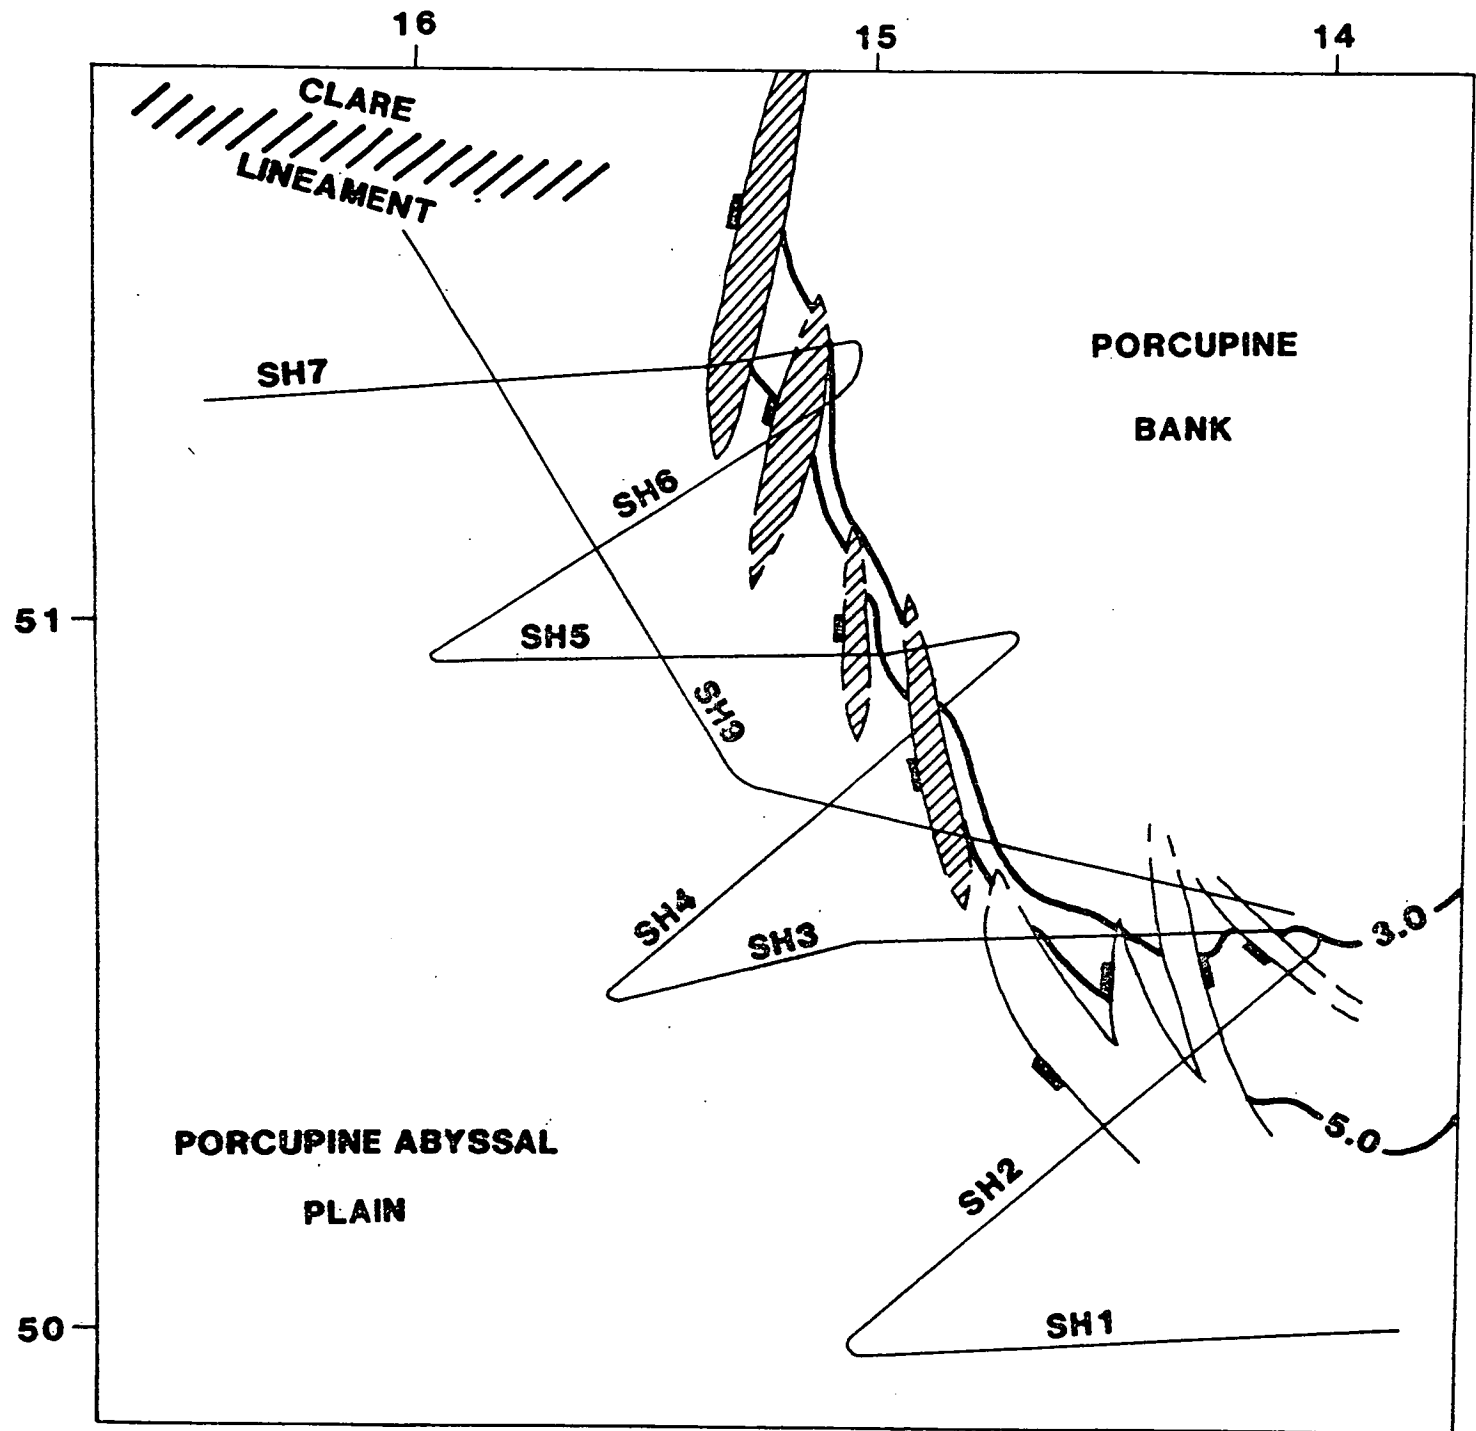 16
15
14
CLARE
LINEAMENT
PORCUPINE
BANK
SH7
SH6
51
SH5
SH9
SH4
SH3
3.0
5.0
PORCUPINE ABYSSAL
PLAIN
SH2
50
SH1